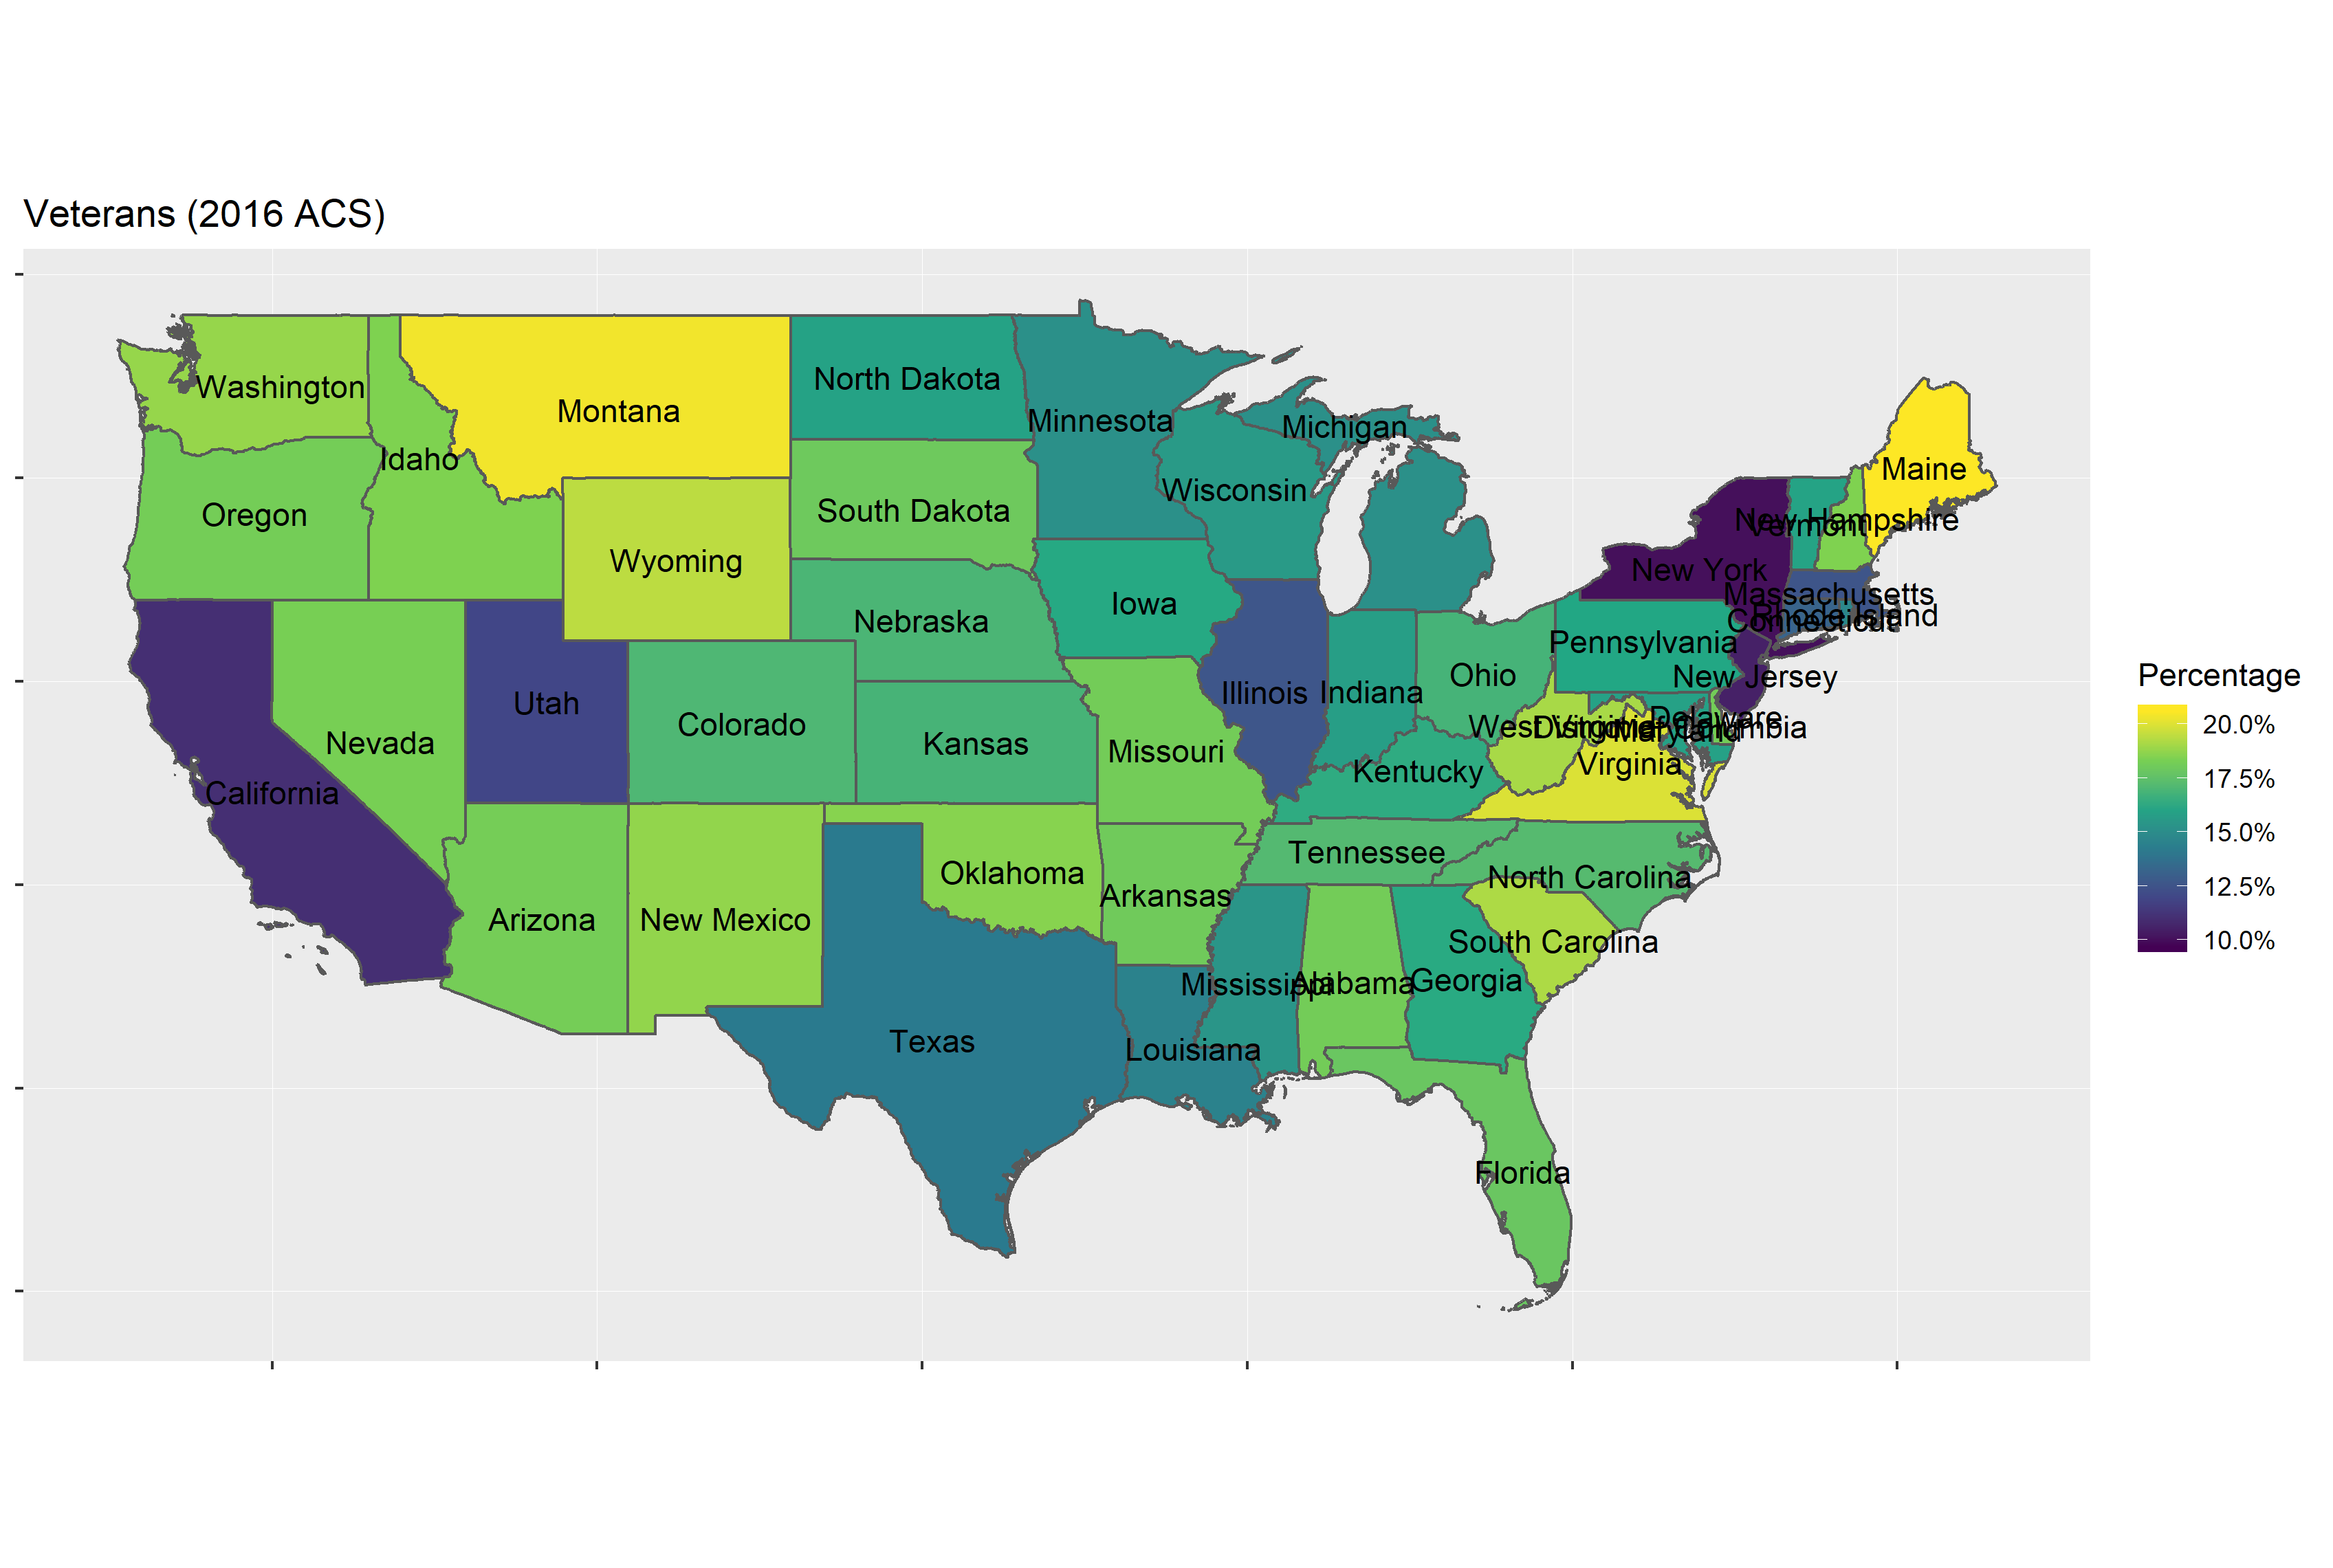 Veterans (2016 ACS)
Washington
Montana
North Dakota
Minnesota
Michigan
Idaho
Maine
Oregon
South Dakota
Wisconsin
New Hampshire
Vermont
Wyoming
New York
Nebraska
Iowa
Massachusetts
Rhode Island
Connecticut
Pennsylvania
Utah
Colorado
Illinois
Indiana
Ohio
New Jersey
Nevada
Kansas
Missouri
West Virginia
District of Columbia
Delaware
Maryland
Kentucky
Virginia
California
Tennessee
North Carolina
Oklahoma
Arkansas
Arizona
New Mexico
South Carolina
Mississippi
Alabama
Georgia
Texas
Louisiana
Florida
Percentage
20.0%
17.5%
15.0%
12.5%
10.0%